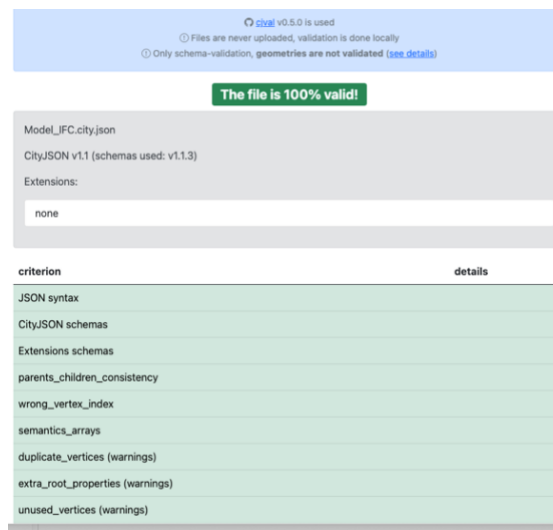 cjval v0.5.0 is used
Files are never uploaded, validation is done locally
Only schema-validation, geometries are not validated (see details)
The file is 100% valid!
Model_IFC.city.json
CityJSON v1.1 (schemas used: v1.1.3)
Extensions:
none
criterion details
JSON syntax
CityJSON schemas
Extensions schemas
parents_children_consistency
wrong_vertex_index
semantics_arrays
duplicate_vertices (warnings)
extra_root_properties (warnings)
unused_vertices (warnings)